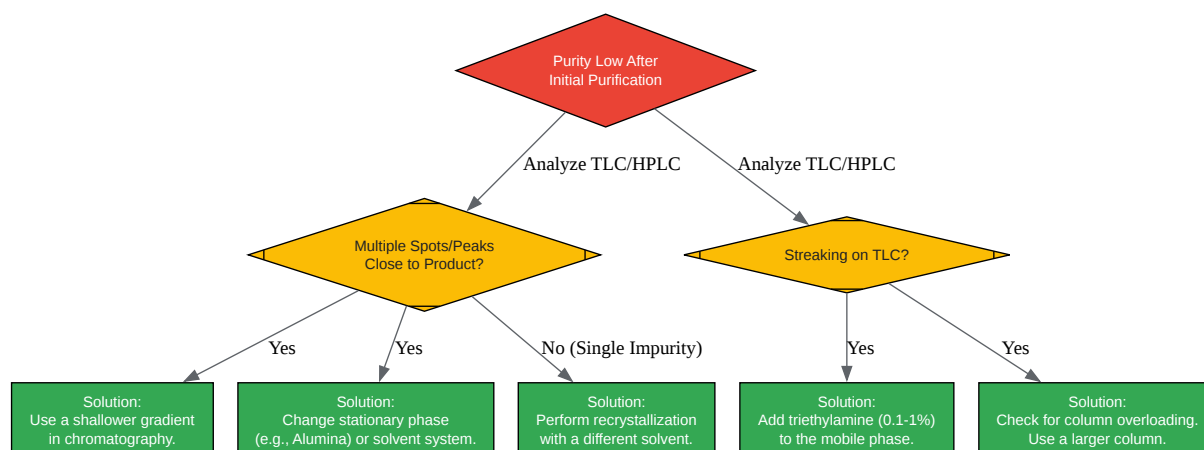 Purity Low After
Initial Purification
Analyze TLC/HPLC
Analyze TLC/HPLC
Multiple Spots/Peaks
Close to Product?
Streaking on TLC?
Yes
Yes
No (Single Impurity)
Yes
Yes
Solution:
Use a shallower gradient
in chromatography.
Solution:
Change stationary phase
(e.g., Alumina) or solvent system.
Solution:
Perform recrystallization
with a different solvent.
Solution:
Add triethylamine (0.1-1%)
to the mobile phase.
Solution:
Check for column overloading.
Use a larger column.